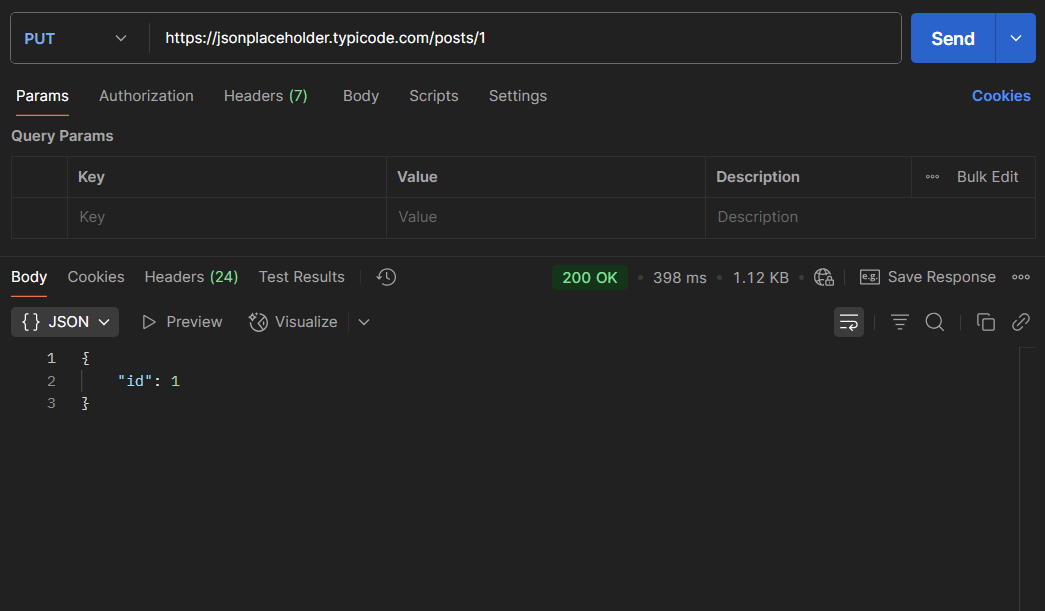 PUT https://jsonplaceholder.typicode.com/posts/1 Send
Params Authorization Headers (7) Body Scripts Settings Cookies
Query Params
Key Value Description Bulk Edit
Key Value Description
Body Cookies Headers (24) Test Results 200 OK • 398 ms • 1.12 KB • e.g. Save Response
{} JSON Preview Visualize
1 {
2 "id": 1
3 }